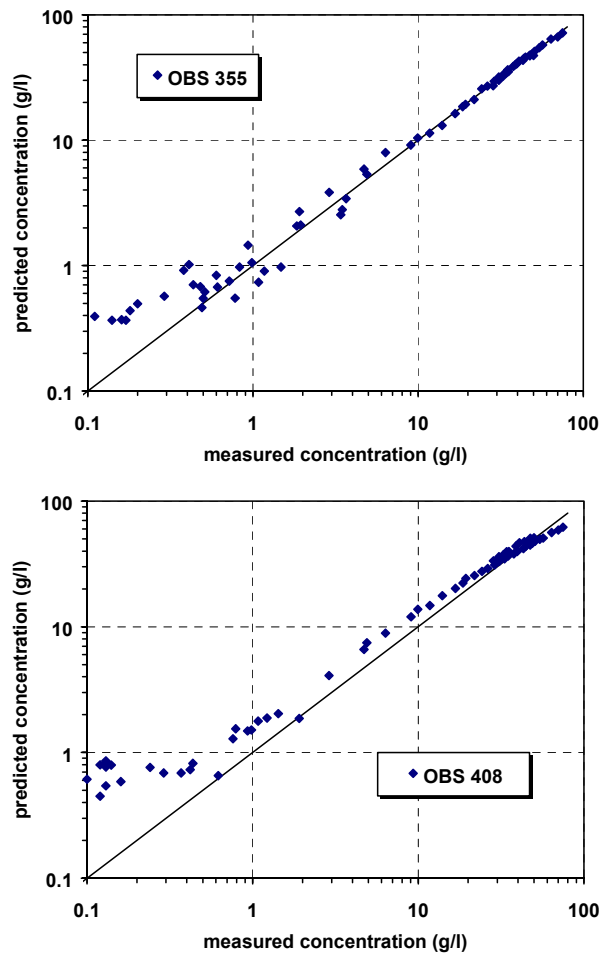 100
OBS 355
10
predicted concentration (g/l)
1
0.1
0.1 1 10 100
measured concentration (g/l)
100
10
predicted concentration (g/l)
1
OBS 408
0.1
0.1 1 10 100
measured concentration (g/l)